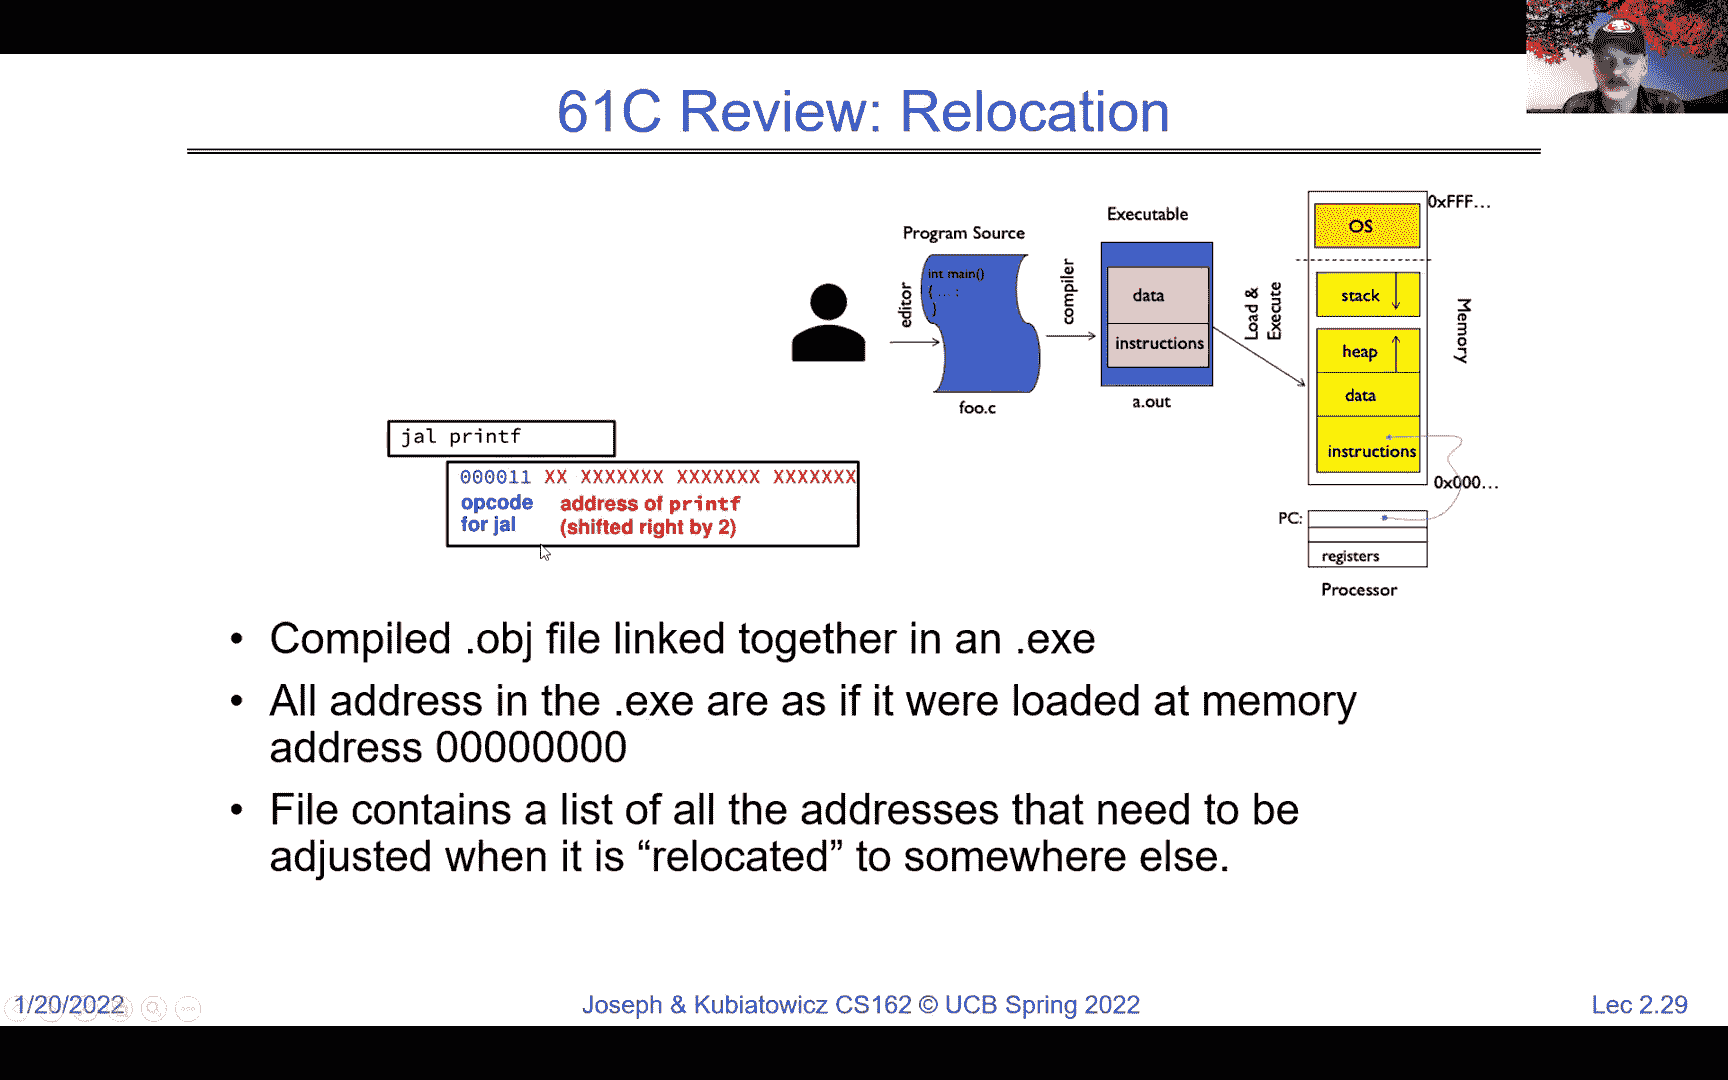 61C Review: Relocation
Program Source
int main()
{ ... ;
}
foo.c
editor
compiler
Executable
data
instructions
a.out
Load &
Execute
0xFFF...
OS
stack
heap
data
instructions
Memory
0x000...
PC:
registers
Processor
jal printf
000011 XX XXXXXXX XXXXXXX XXXXXXX
opcode address of printf
for jal (shifted right by 2)
• Compiled .obj file linked together in an .exe
• All address in the .exe are as if it were loaded at memory
address 00000000
• File contains a list of all the addresses that need to be
adjusted when it is “relocated” to somewhere else.
1/20/2022
Joseph & Kubiatowicz CS162 © UCB Spring 2022
Lec 2.29